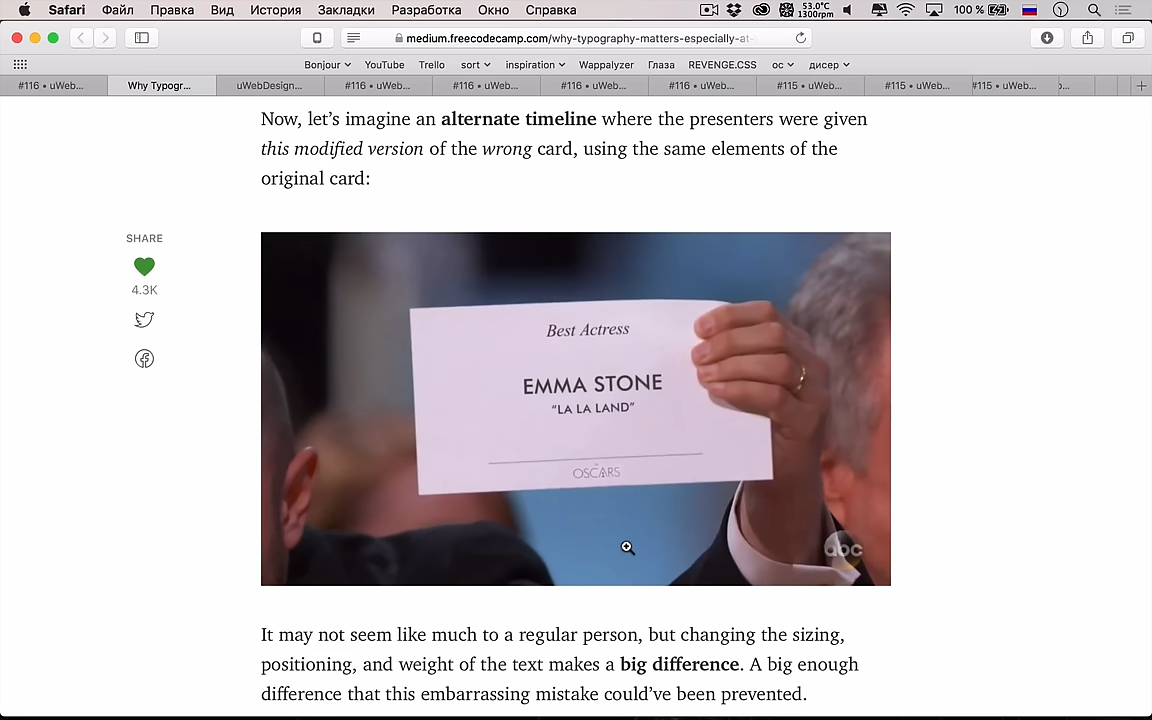 Safari Файл Правка Вид История Закладки Разработка Окно Справка 53.0°C 1300rpm 100 %
medium.freecodecamp.com/why-typography-matters-especially-at-
Bonjour YouTube Trello sort inspiration Wappalyzer Глаза REVENGE.CSS ос дисер
#116 • uWeb... Why Typogr... uWebDesign... #116 • uWeb... #116 • uWeb... #116 • uWeb... #116 • uWeb... #115 • uWeb... #115 • uWeb... #115 • uWeb...
Now, let’s imagine an alternate timeline where the presenters were given
this modified version of the wrong card, using the same elements of the
original card:
SHARE
4.3K
Best Actress
EMMA STONE
“LA LA LAND”
THE OSCARS
abc
It may not seem like much to a regular person, but changing the sizing,
positioning, and weight of the text makes a big difference. A big enough
difference that this embarrassing mistake could’ve been prevented.